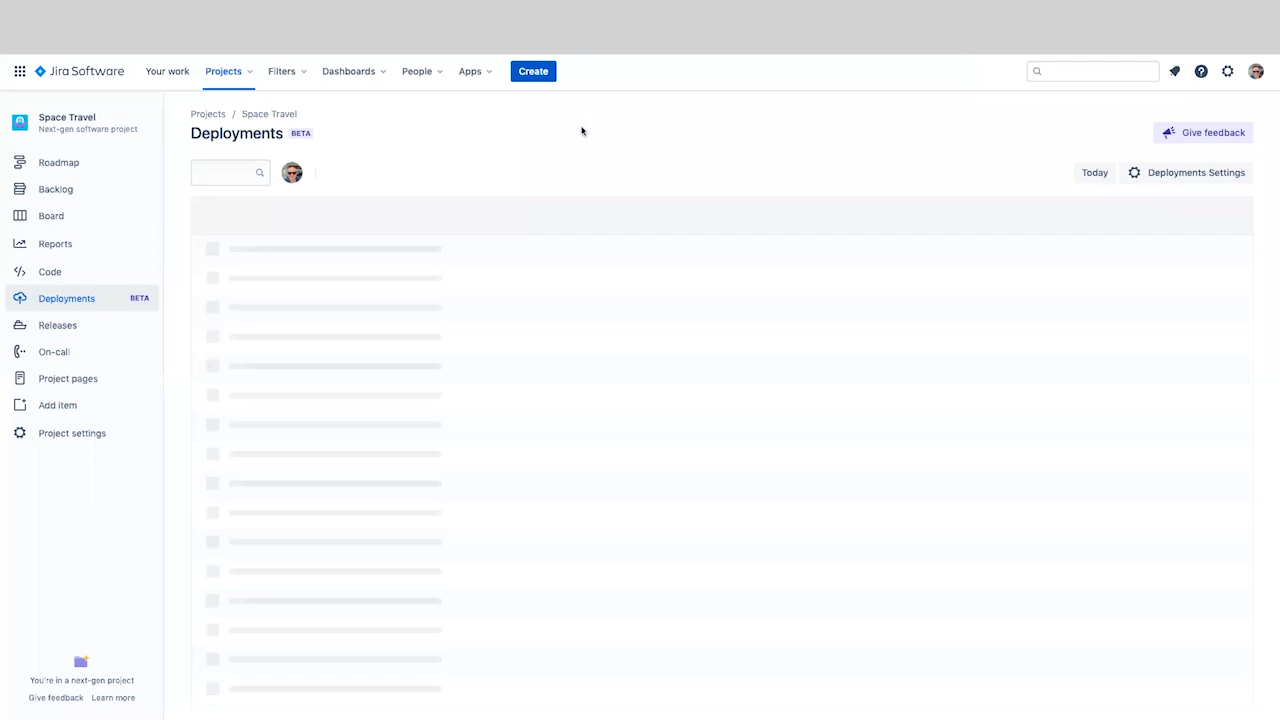 Jira Software
Your work
Projects
Filters
Dashboards
People
Apps
Create
Space Travel
Next-gen software project
Roadmap
Backlog
Board
Reports
Code
Deployments BETA
Releases
On-call
Project pages
Add item
Project settings
You're in a next-gen project
Give feedback Learn more
Projects / Space Travel
Deployments BETA
Give feedback
Today
Deployments Settings